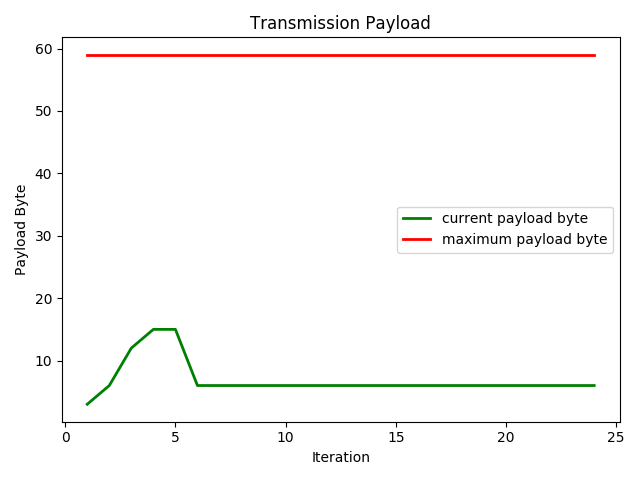 Transmission Payload
60
50
40
30
20
10
Payload Byte
current payload byte
maximum payload byte
0 5 10 15 20 25
Iteration